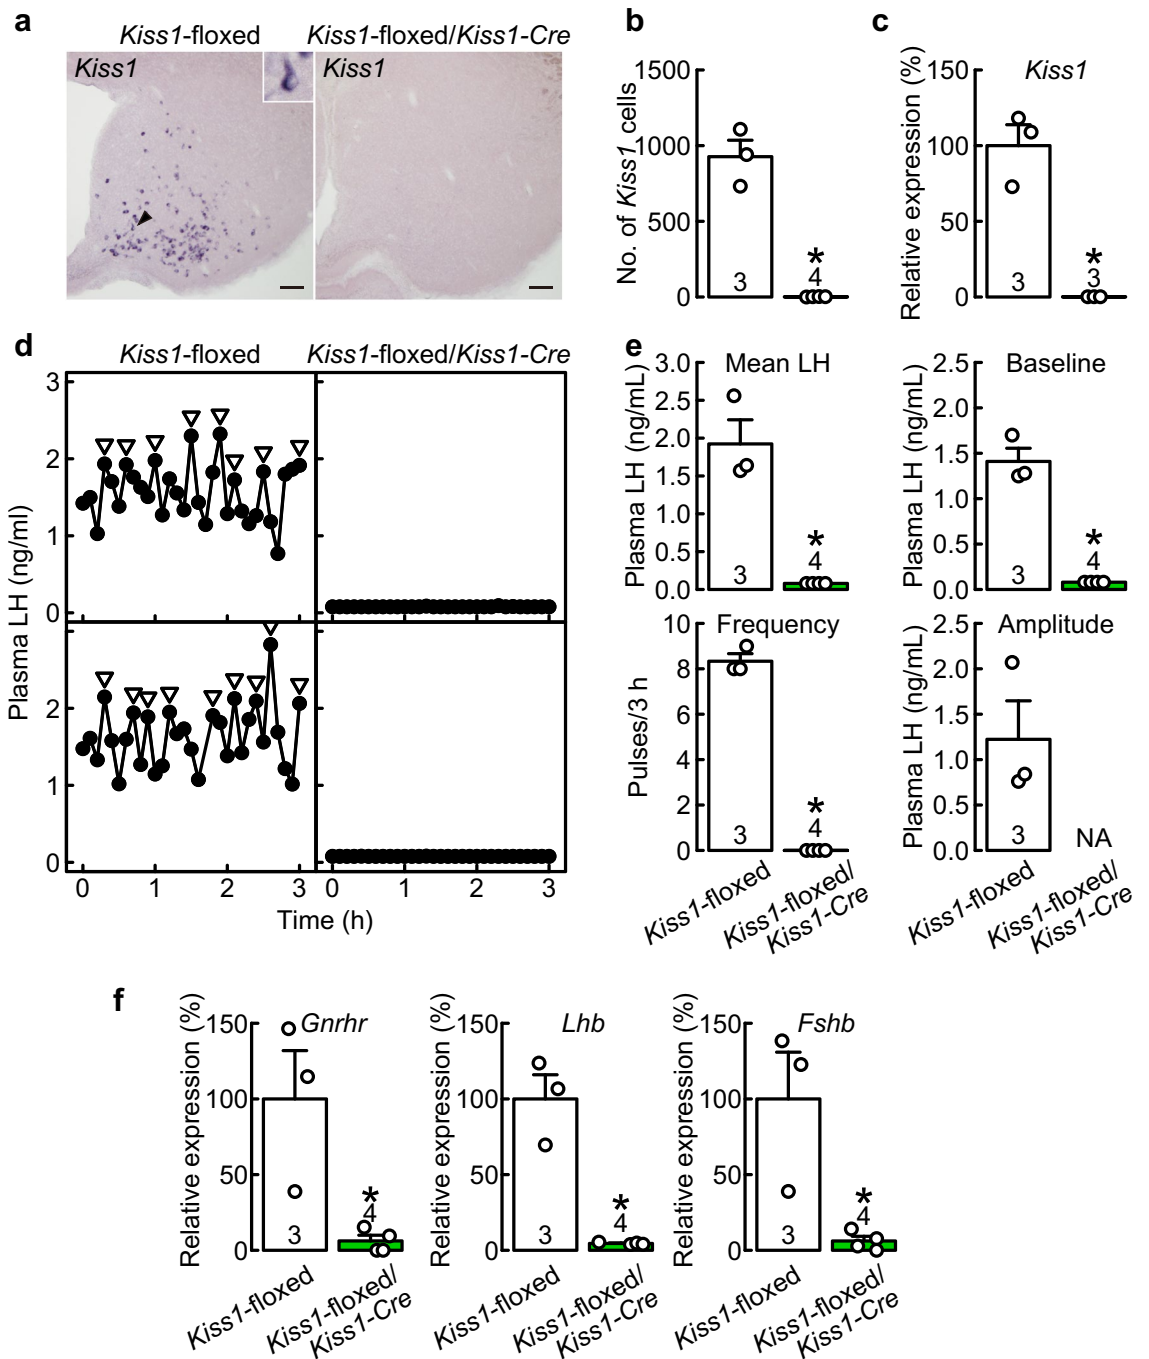 a
Kiss1-floxed
Kiss1-floxed/Kiss1-Cre
Kiss1
Kiss1
b
No. of Kiss1 cells
1500
1000
500
0
3
*
4
c
Relative expression (%)
Kiss1
150
100
50
0
3
*
3
d
Kiss1-floxed
Kiss1-floxed/Kiss1-Cre
Plasma LH (ng/ml)
3
2
1
0
2
1
0
0 1 2 3
0 1 2 3
Time (h)
e
Mean LH
Plasma LH (ng/mL)
3.0
2.5
2.0
1.5
1.0
0.5
0.0
3
*
4
Baseline
Plasma LH (ng/mL)
2.5
2.0
1.5
1.0
0.5
0.0
3
*
4
Frequency
Pulses/3 h
10
8
6
4
2
0
3
*
4
Kiss1-floxed
Kiss1-floxed/
Kiss1-Cre
Amplitude
Plasma LH (ng/mL)
2.5
2.0
1.5
1.0
0.5
0.0
3
NA
Kiss1-floxed
Kiss1-floxed/
Kiss1-Cre
f
Relative expression (%)
Gnrhr
150
100
50
0
3
*
4
Kiss1-floxed
Kiss1-floxed/
Kiss1-Cre
Relative expression (%)
Lhb
150
100
50
0
3
*
4
Kiss1-floxed
Kiss1-floxed/
Kiss1-Cre
Relative expression (%)
Fshb
150
100
50
0
3
*
4
Kiss1-floxed
Kiss1-floxed/
Kiss1-Cre